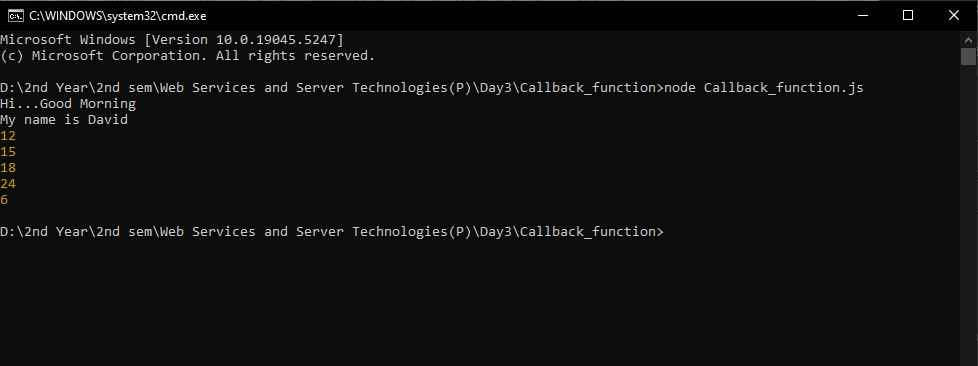 C:\WINDOWS\system32\cmd.exe
Microsoft Windows [Version 10.0.19045.5247]
(c) Microsoft Corporation. All rights reserved.
D:\2nd Year\2nd sem\Web Services and Server Technologies(P)\Day3\Callback_function>node Callback_function.js
Hi...Good Morning
My name is David
12
15
18
24
6
D:\2nd Year\2nd sem\Web Services and Server Technologies(P)\Day3\Callback_function>